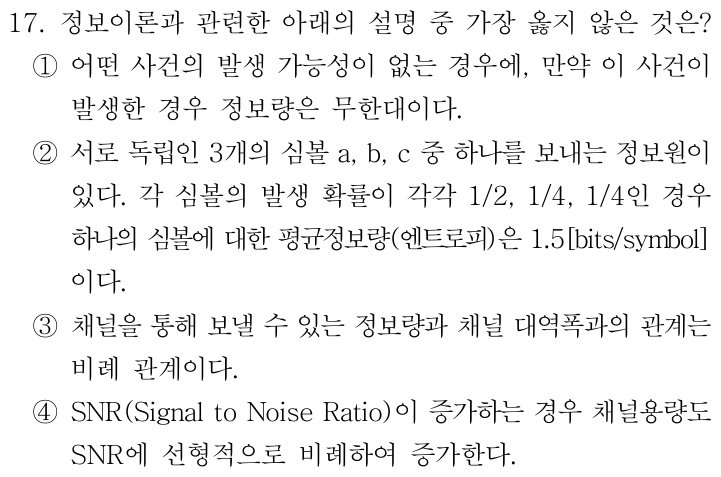 17. 정보이론과 관련한 아래의 설명 중 가장 옳지 않은 것은?
① 어떤 사건의 발생 가능성이 없는 경우에, 만약 이 사건이
발생한 경우 정보량은 무한대이다.
② 서로 독립인 3개의 심볼 a, b, c 중 하나를 보내는 정보원이
있다. 각 심볼의 발생 확률이 각각 1/2, 1/4, 1/4인 경우
하나의 심볼에 대한 평균정보량(엔트로피)은 1.5[bits/symbol]
이다.
③ 채널을 통해 보낼 수 있는 정보량과 채널 대역폭과의 관계는
비례 관계이다.
④ SNR(Signal to Noise Ratio)이 증가하는 경우 채널용량도
SNR에 선형적으로 비례하여 증가한다.